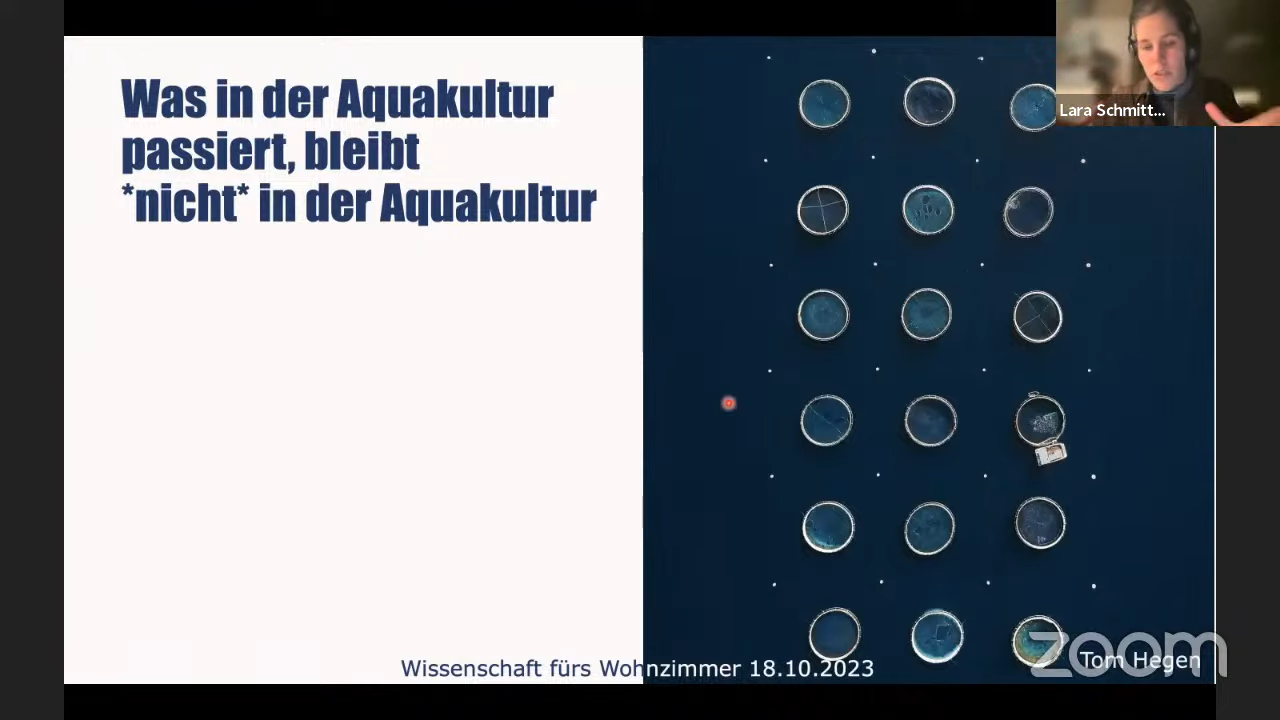 Was in der Aquakultur
passiert, bleibt
*nicht* in der Aquakultur
Lara Schmitt...
Wissenschaft fürs Wohnzimmer 18.10.2023
Tom Hegen
zoom